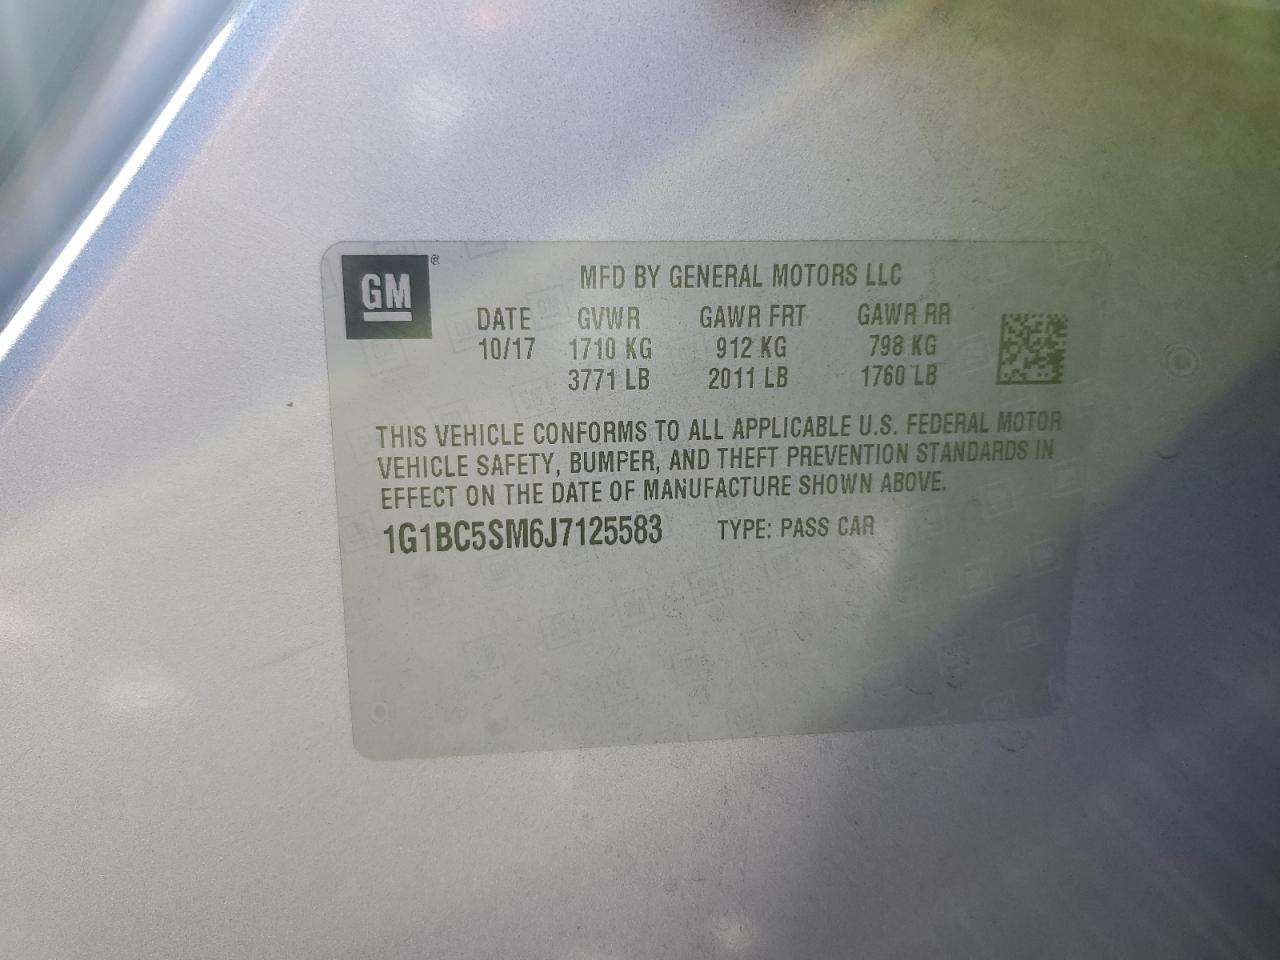 GM®
MFD BY GENERAL MOTORS LLC
DATE GVWR GAWR FRT GAWR RR
10/17 1710 KG 912 KG 798 KG
3771 LB 2011 LB 1760 LB
THIS VEHICLE CONFORMS TO ALL APPLICABLE U.S. FEDERAL MOTOR
VEHICLE SAFETY, BUMPER, AND THEFT PREVENTION STANDARDS IN
EFFECT ON THE DATE OF MANUFACTURE SHOWN ABOVE.
1G1BC5SM6J7125583 TYPE: PASS CAR